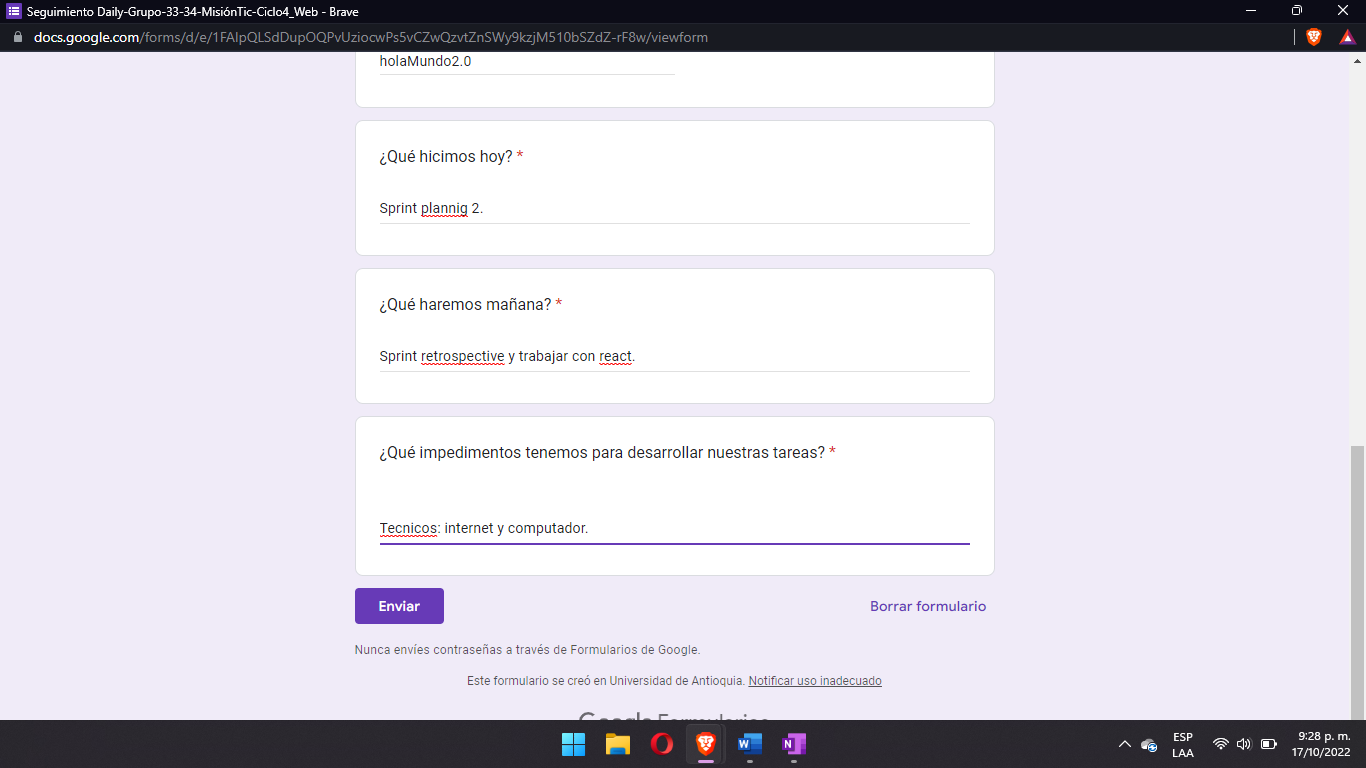 Seguimiento Daily-Grupo-33-34-MisiónTic-Ciclo4_Web - Brave
docs.google.com/forms/d/e/1FAIpQLSdDupOQPvUziocwPs5vCZwQzvtZnSWy9kzjM510bSZdZ-rF8w/viewform
holaMundo2.0
¿Qué hicimos hoy? *
Sprint plannig 2.
¿Qué haremos mañana? *
Sprint retrospective y trabajar con react.
¿Qué impedimentos tenemos para desarrollar nuestras tareas? *
Tecnicos: internet y computador.
Enviar
Borrar formulario
Nunca envíes contraseñas a través de Formularios de Google.
Este formulario se creó en Universidad de Antioquia. Notificar uso inadecuado
Google Formularios
ESP
LAA
9:28 p. m.
17/10/2022